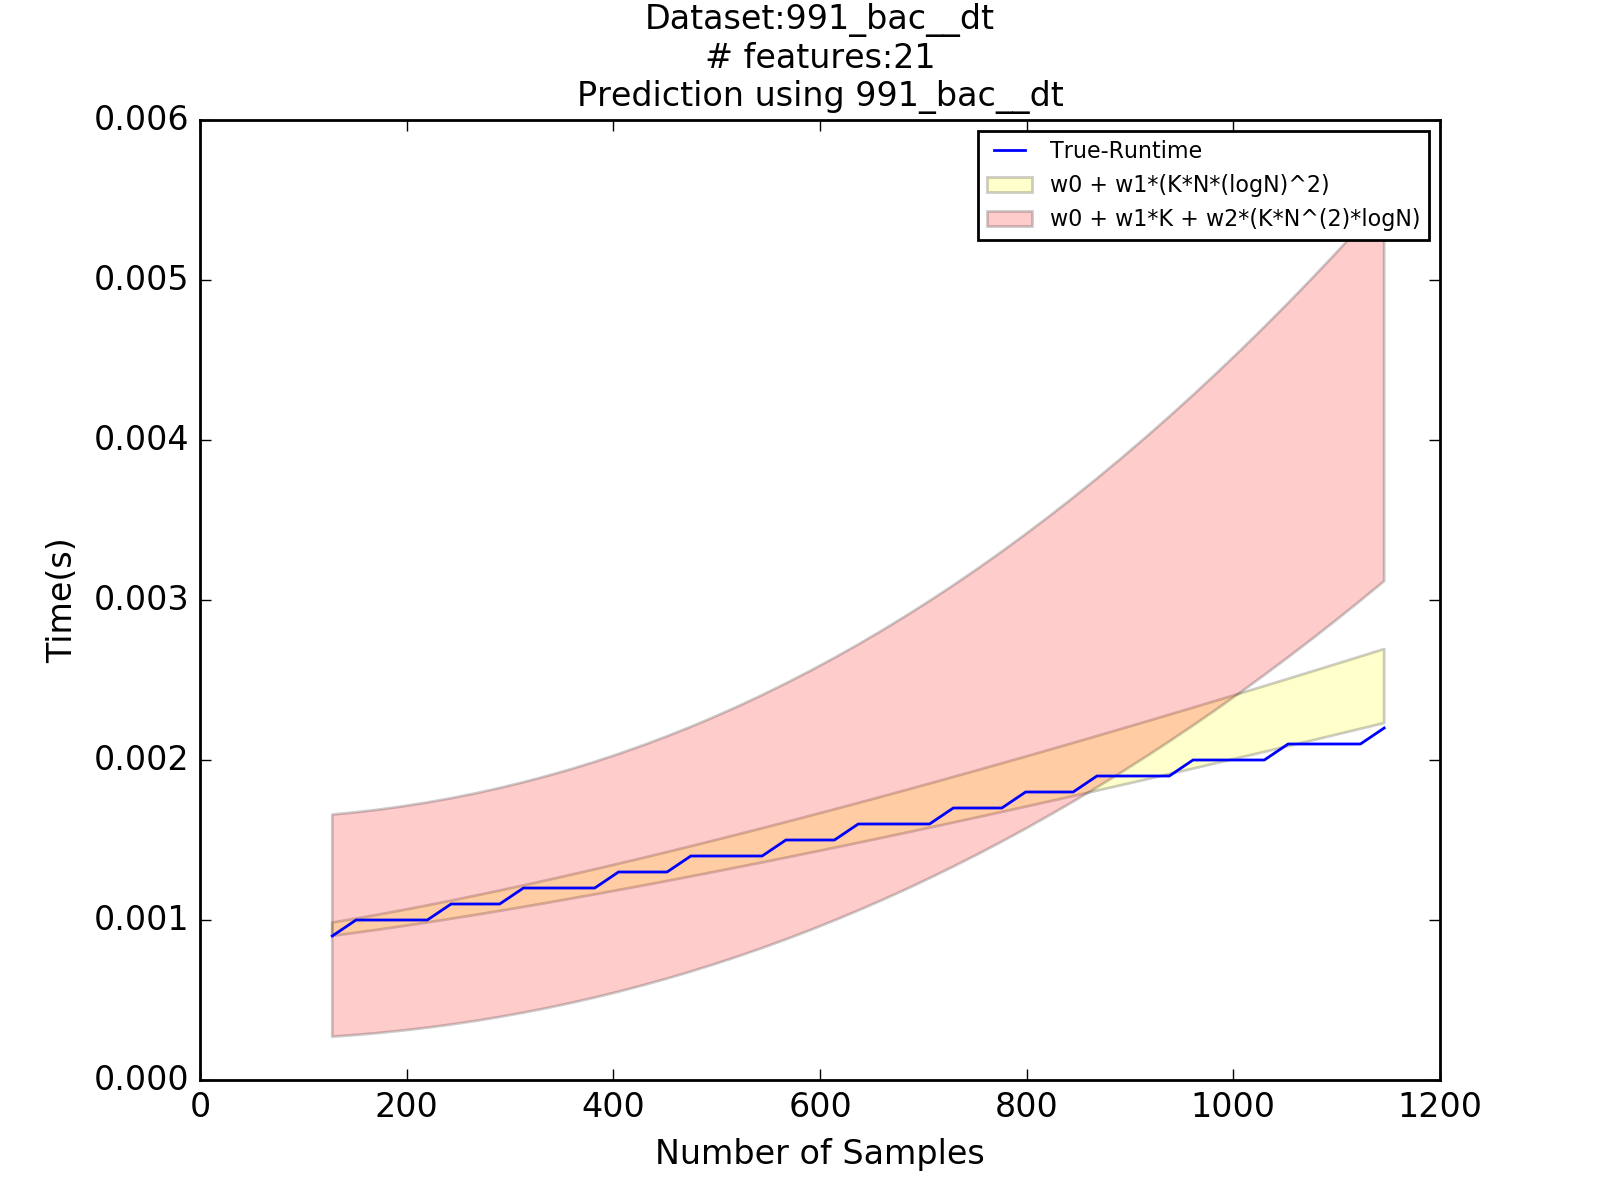 Dataset:991_bac__dt
# features:21
Prediction using 991_bac__dt
0.006
0.005
0.004
0.003
0.002
0.001
0.000
Time(s)
True-Runtime
w0 + w1*(K*N*(logN)^2)
w0 + w1*K + w2*(K*N^(2)*logN)
0 200 400 600 800 1000 1200
Number of Samples